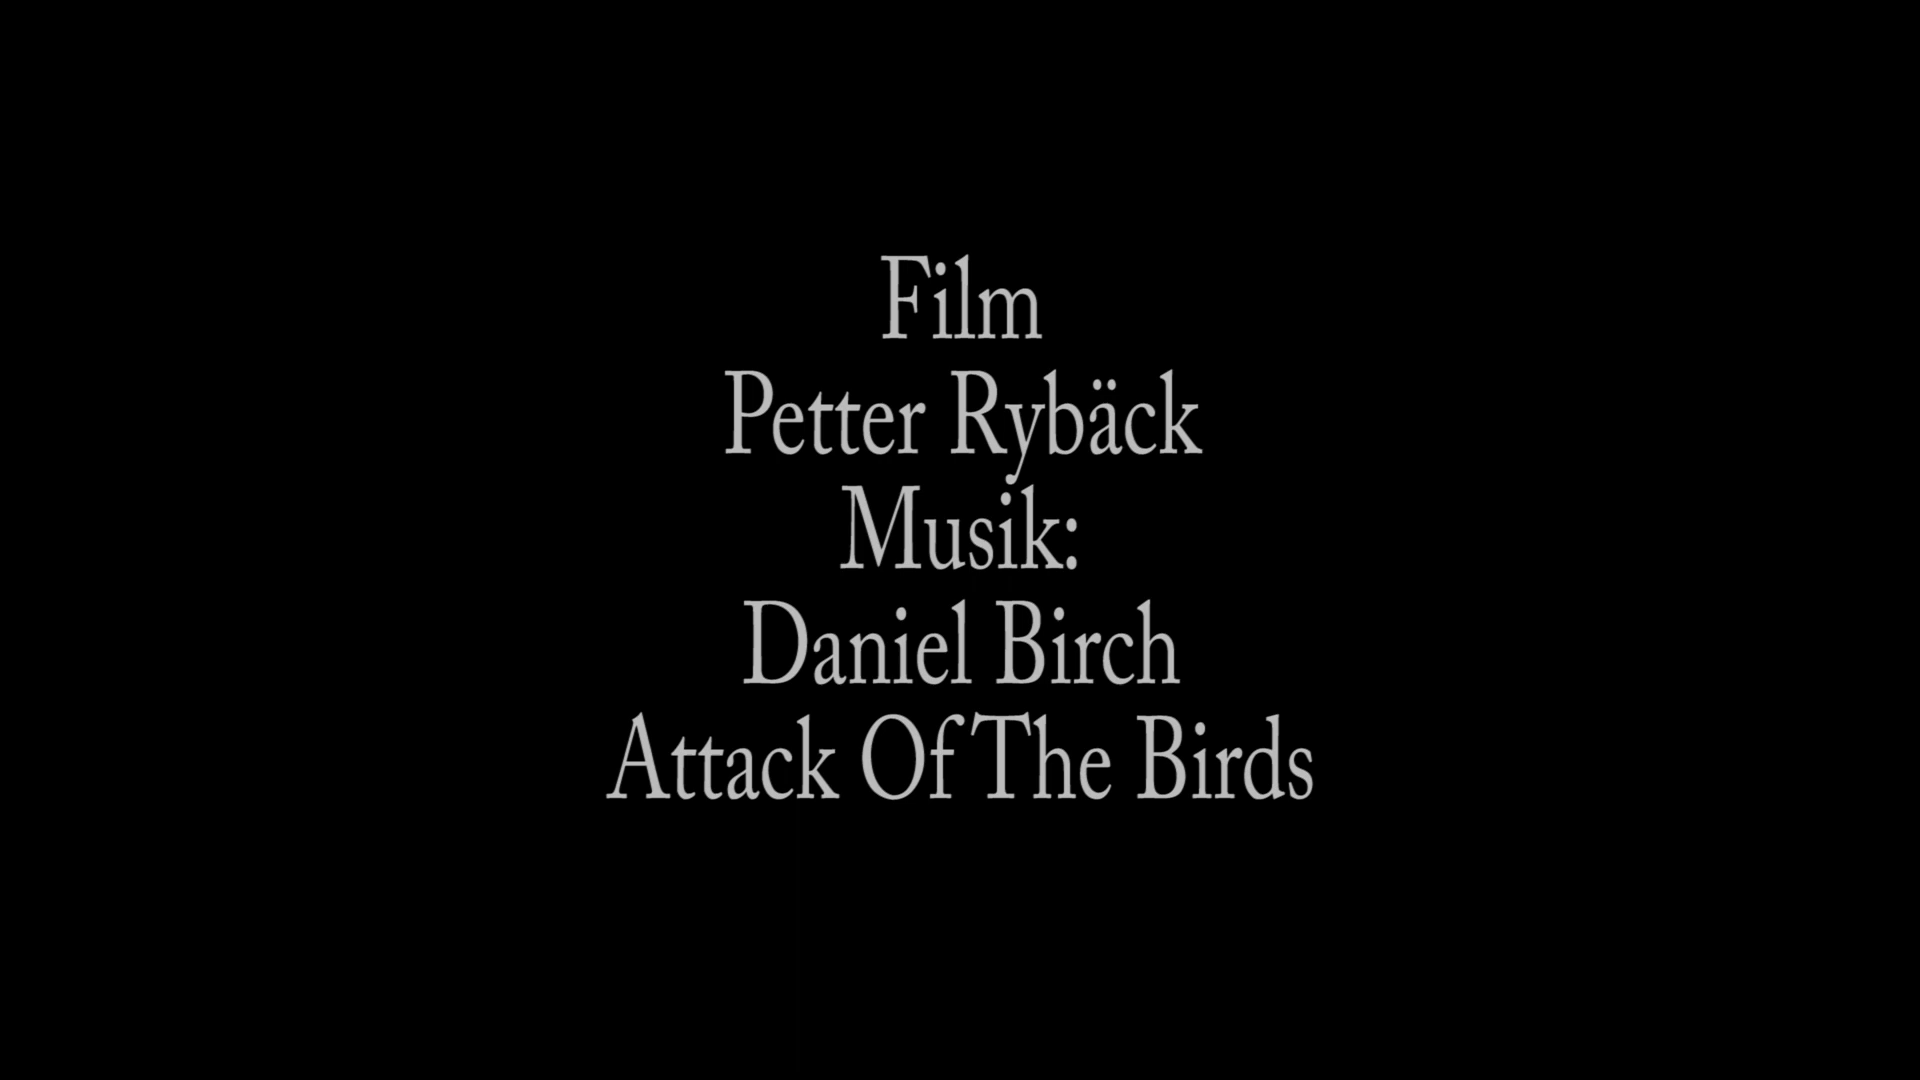 Film
Petter Rybäck
Musik:
Daniel Birch
Attack Of The Birds